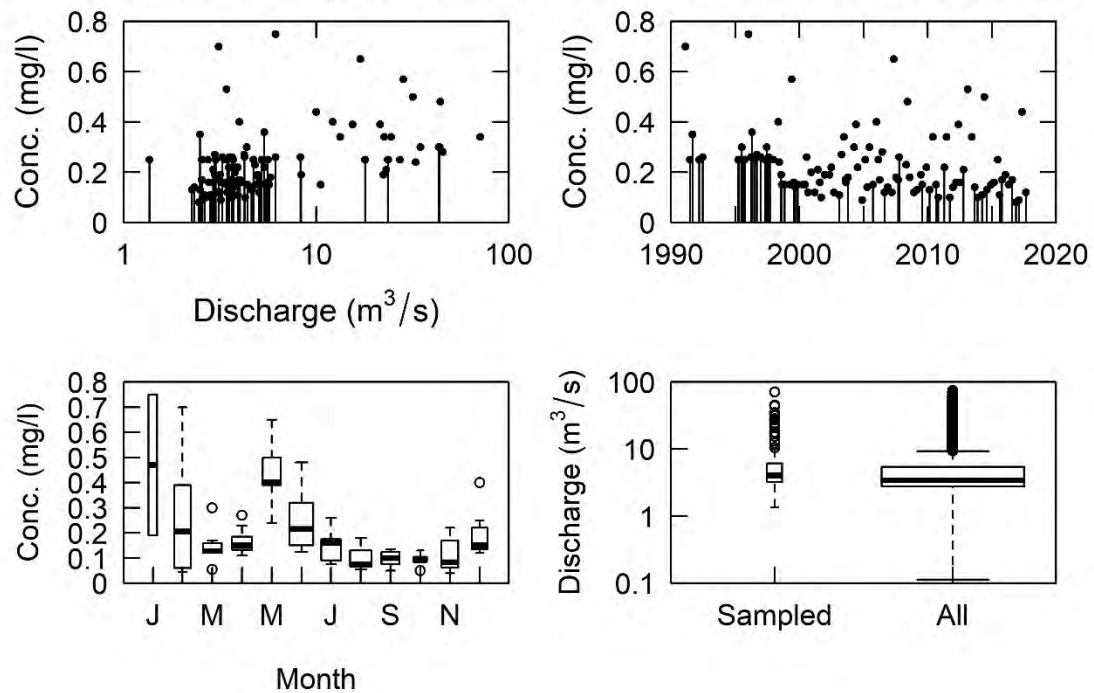 Conc. (mg/l)
0.8
0.6
0.4
0.2
0
1 10 100
Discharge (m³/s)
Conc. (mg/l)
0.8
0.6
0.4
0.2
0
1990 2000 2010 2020
Conc. (mg/l)
0.8
0.7
0.6
0.5
0.4
0.3
0.2
0.1
0
J M M J S N
Month
Discharge (m³/s)
100
10
1
0.1
Sampled All